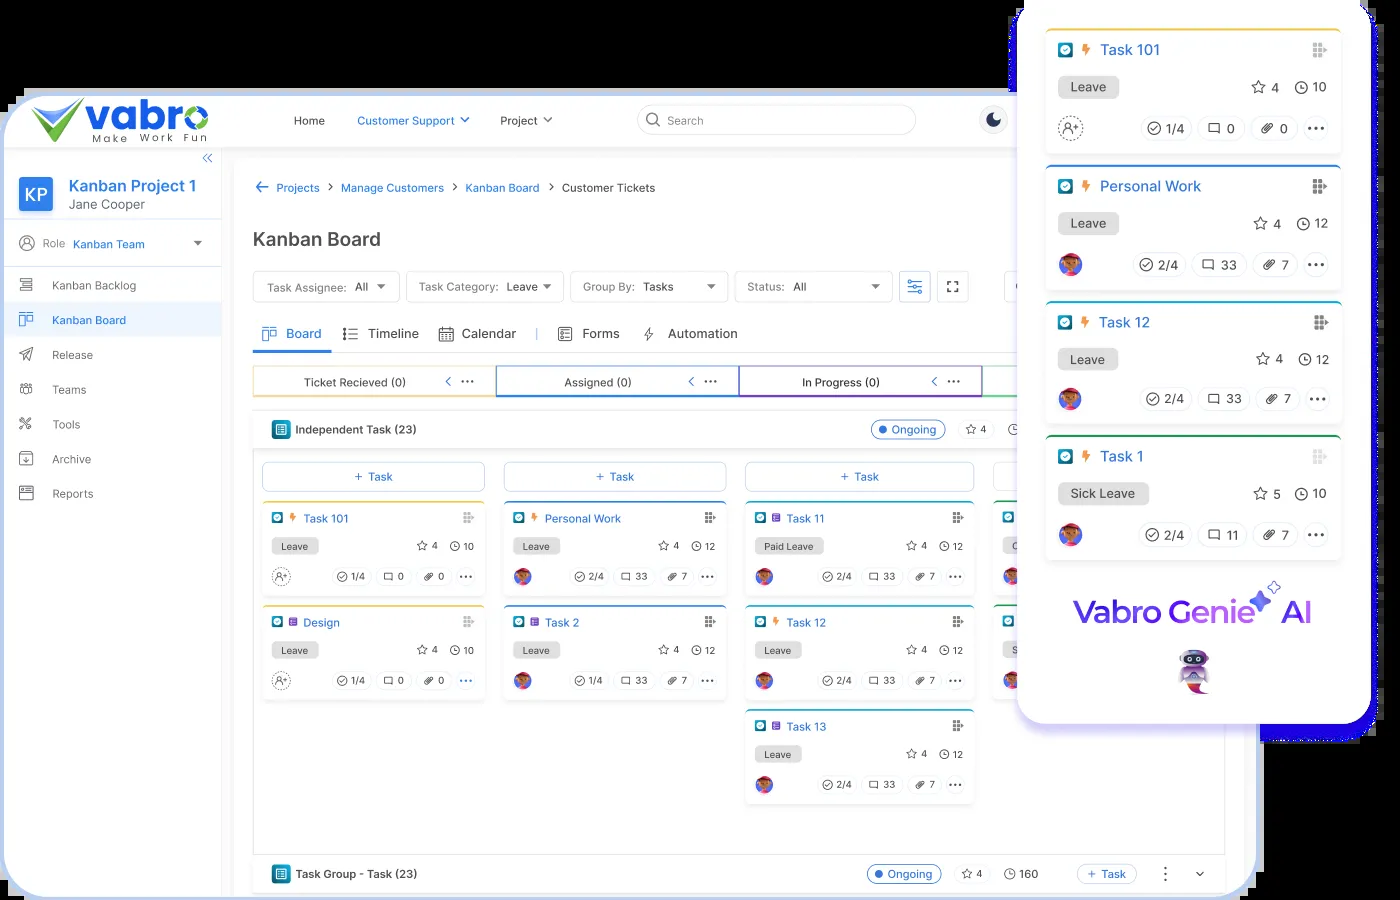 vabro
Make Work Fun
Home
Customer Support
Project
Search
KP
Kanban Project 1
Jane Cooper
Role Kanban Team
Kanban Backlog
Kanban Board
Release
Teams
Tools
Archive
Reports
Projects > Manage Customers > Kanban Board > Customer Tickets
Kanban Board
Task Assignee: All
Task Category: Leave
Group By: Tasks
Status: All
Board
Timeline
Calendar
Forms
Automation
Ticket Recieved (0)
Assigned (0)
In Progress (0)
Independent Task (23)
Ongoing
4
+ Task
+ Task
+ Task
Task 101
Leave
4 10
1/4 0 0
Design
Leave
4 10
1/4 0 0
Personal Work
Leave
4 12
2/4 33 7
Task 2
Leave
4 12
1/4 33 7
Task 11
Paid Leave
4 12
2/4 33 7
Task 12
Leave
4 12
2/4 33 7
Task 13
Leave
4 12
2/4 33 7
Task Group - Task (23)
Ongoing
4
160
+ Task
Task 101
Leave
4 10
1/4 0 0
Personal Work
Leave
4 12
2/4 33 7
Task 12
Leave
4 12
2/4 33 7
Task 1
Sick Leave
5 10
2/4 11 7
Vabro Genie AI